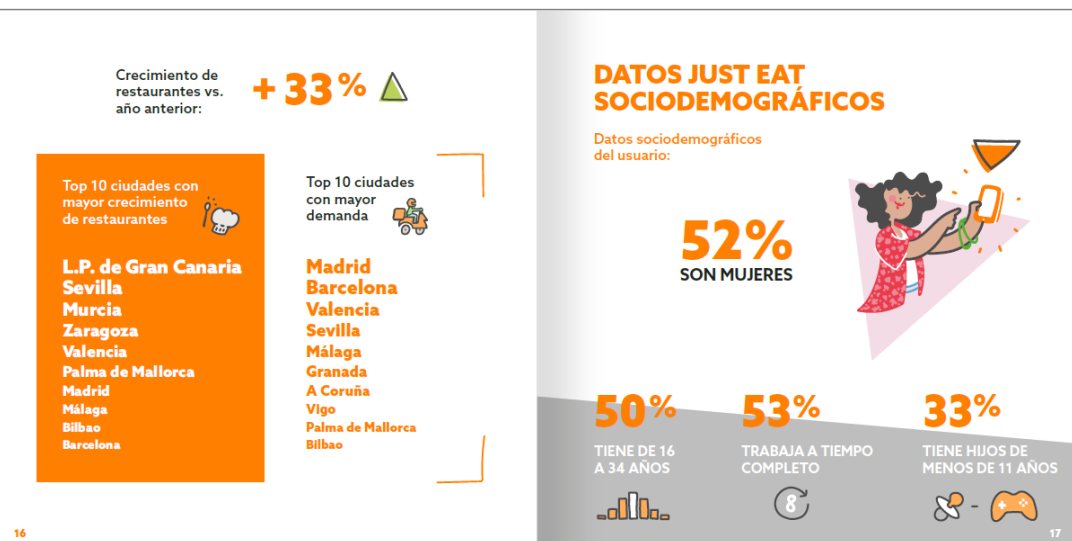 Crecimiento de
restaurantes vs.
año anterior:
+ 33%
Top 10 ciudades con
mayor crecimiento
de restaurantes
L.P. de Gran Canaria
Sevilla
Murcia
Zaragoza
Valencia
Palma de Mallorca
Madrid
Málaga
Bilbao
Barcelona
Top 10 ciudades
con mayor
demanda
Madrid
Barcelona
Valencia
Sevilla
Málaga
Granada
A Coruña
Vigo
Palma de Mallorca
Bilbao
16
DATOS JUST EAT
SOCIODEMOGRÁFICOS
Datos sociodemográficos
del usuario:
52%
SON MUJERES
50%
TIENE DE 16
A 34 AÑOS
53%
TRABAJA A TIEMPO
COMPLETO
8
33%
TIENE HIJOS DE
MENOS DE 11 AÑOS
-
17